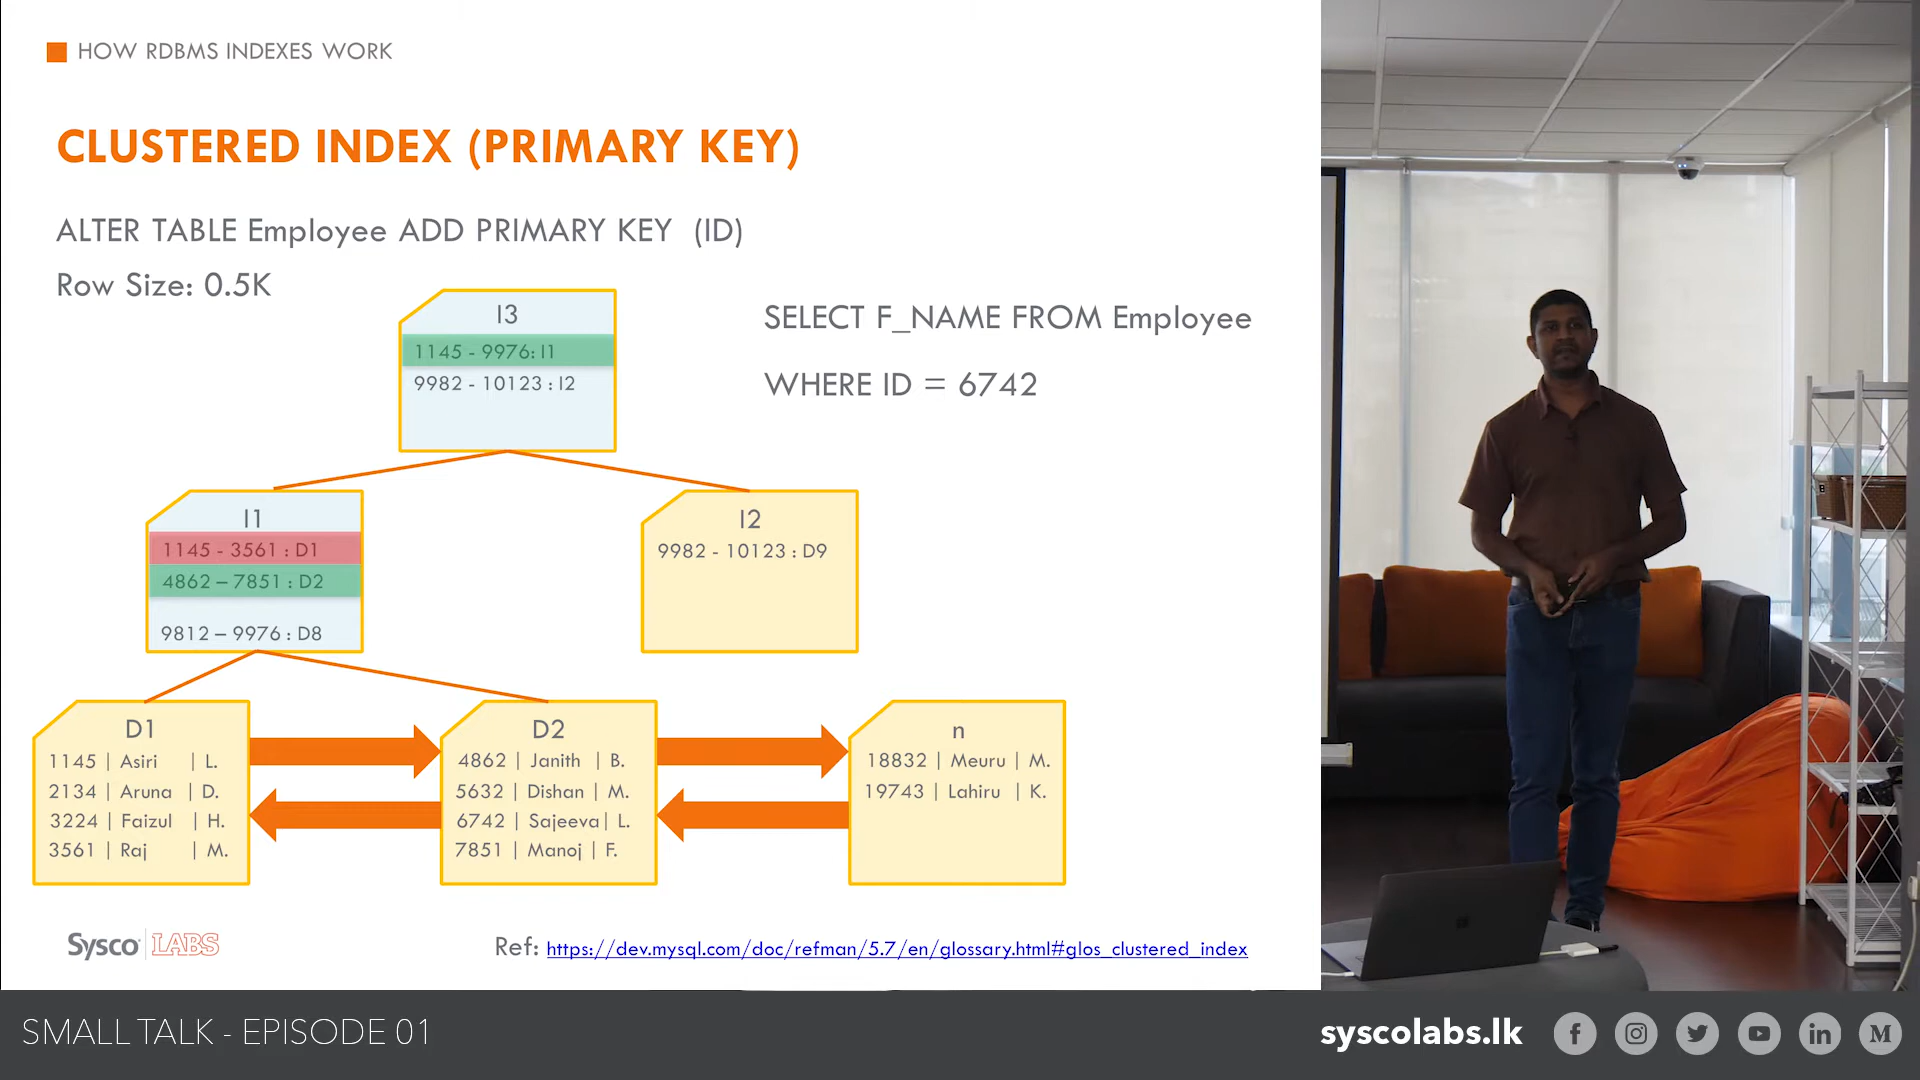 HOW RDBMS INDEXES WORK
CLUSTERED INDEX (PRIMARY KEY)
ALTER TABLE Employee ADD PRIMARY KEY (ID)
Row Size: 0.5K
SELECT F_NAME FROM Employee
WHERE ID = 6742
I3
1145 - 9976: I1
9982 - 10123 : I2
I1
1145 - 3561 : D1
4862 – 7851 : D2
9812 – 9976 : D8
I2
9982 - 10123 : D9
D1
1145 | Asiri | L.
2134 | Aruna | D.
3224 | Faizul | H.
3561 | Raj | M.
D2
4862 | Janith | B.
5632 | Dishan | M.
6742 | Sajeeva | L.
7851 | Manoj | F.
n
18832 | Meuru | M.
19743 | Lahiru | K.
Sysco LABS
Ref: https://dev.mysql.com/doc/refman/5.7/en/glossary.html#glos_clustered_index
SMALL TALK - EPISODE 01
syscolabs.lk